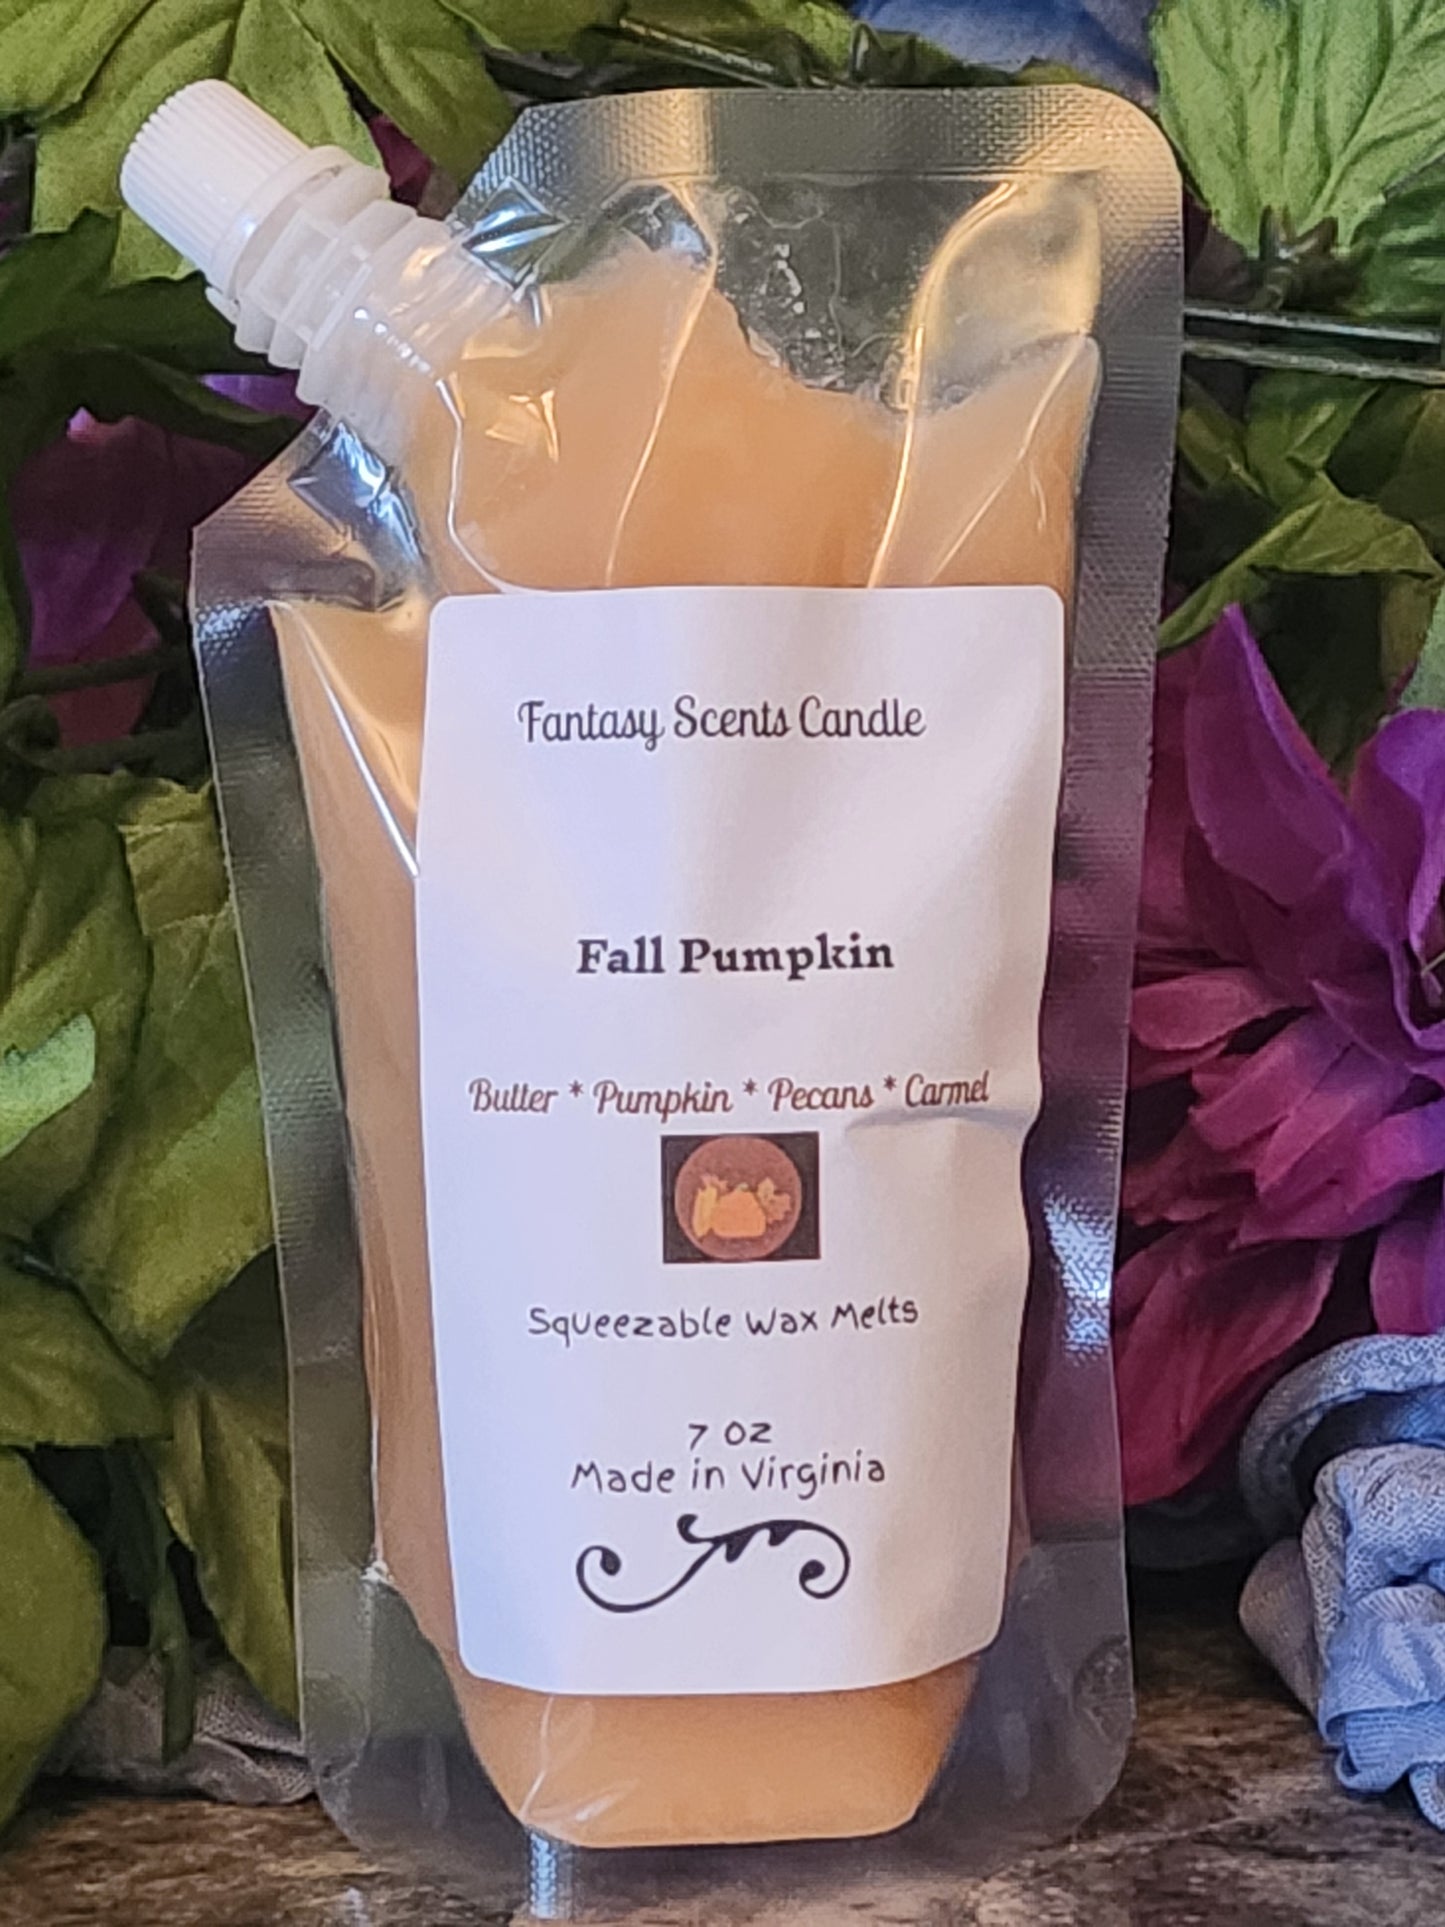 Fantasy Scents Candle
Fall Pumpkin
Butter * Pumpkin * Pecans * Carmel
Squeezable Wax Melts
7 OZ
Made in Virginia